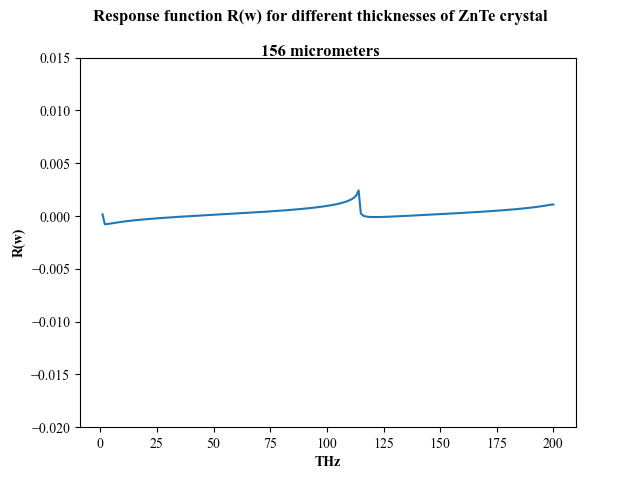 Response function R(w) for different thicknesses of ZnTe crystal
156 micrometers
0.015
0.010
0.005
0.000
−0.005
−0.010
−0.015
−0.020
R(w)
0 25 50 75 100 125 150 175 200
THz